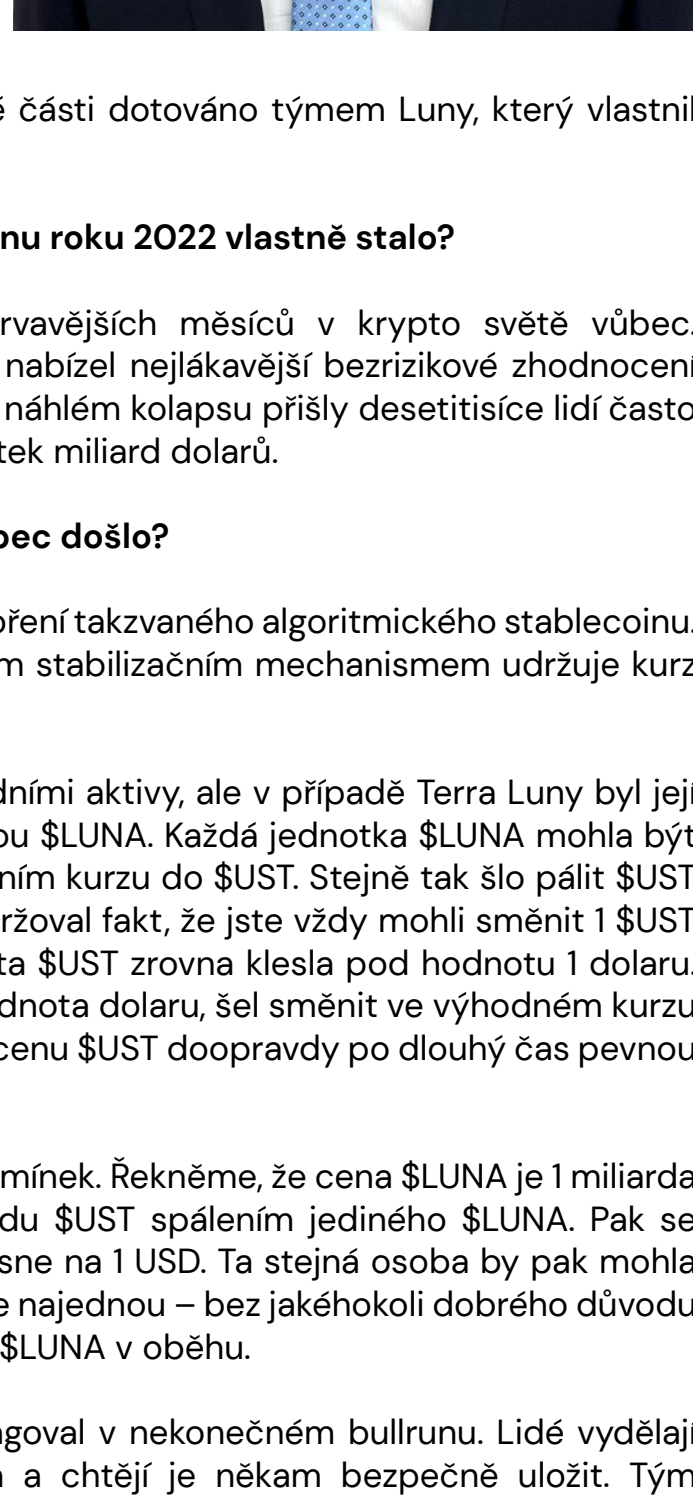 části dotováno týmem Luny, který vlastnil
nu roku 2022 vlastně stalo?
rvavějších měsíců v krypto světě vůbec.
nabízel nejlákavější bezrizikové zhodnocení
náhlém kolapsu přišly desetitisíce lidí často
tek miliard dolarů.
bec došlo?
oření takzvaného algoritmického stablecoinu.
m stabilizačním mechanismem udržuje kurz
dními aktivy, ale v případě Terra Luny byl její
ou $LUNA. Každá jednotka $LUNA mohla být
ním kurzu do $UST. Stejně tak šlo pálit $UST
ržoval fakt, že jste vždy mohli směnit 1 $UST
ta $UST zrovna klesla pod hodnotu 1 dolaru.
dnota dolaru, šel směnit ve výhodném kurzu
cenu $UST doopravdy po dlouhý čas pevnou
mínek. Řekněme, že cena $LUNA je 1 miliarda
du $UST spálením jediného $LUNA. Pak se
sne na 1 USD. Ta stejná osoba by pak mohla
e najednou – bez jakéhokoli dobrého důvodu
$LUNA v oběhu.
ngoval v nekonečném bullrunu. Lidé vydělají
a chtějí je někam bezpečně uložit. Tým